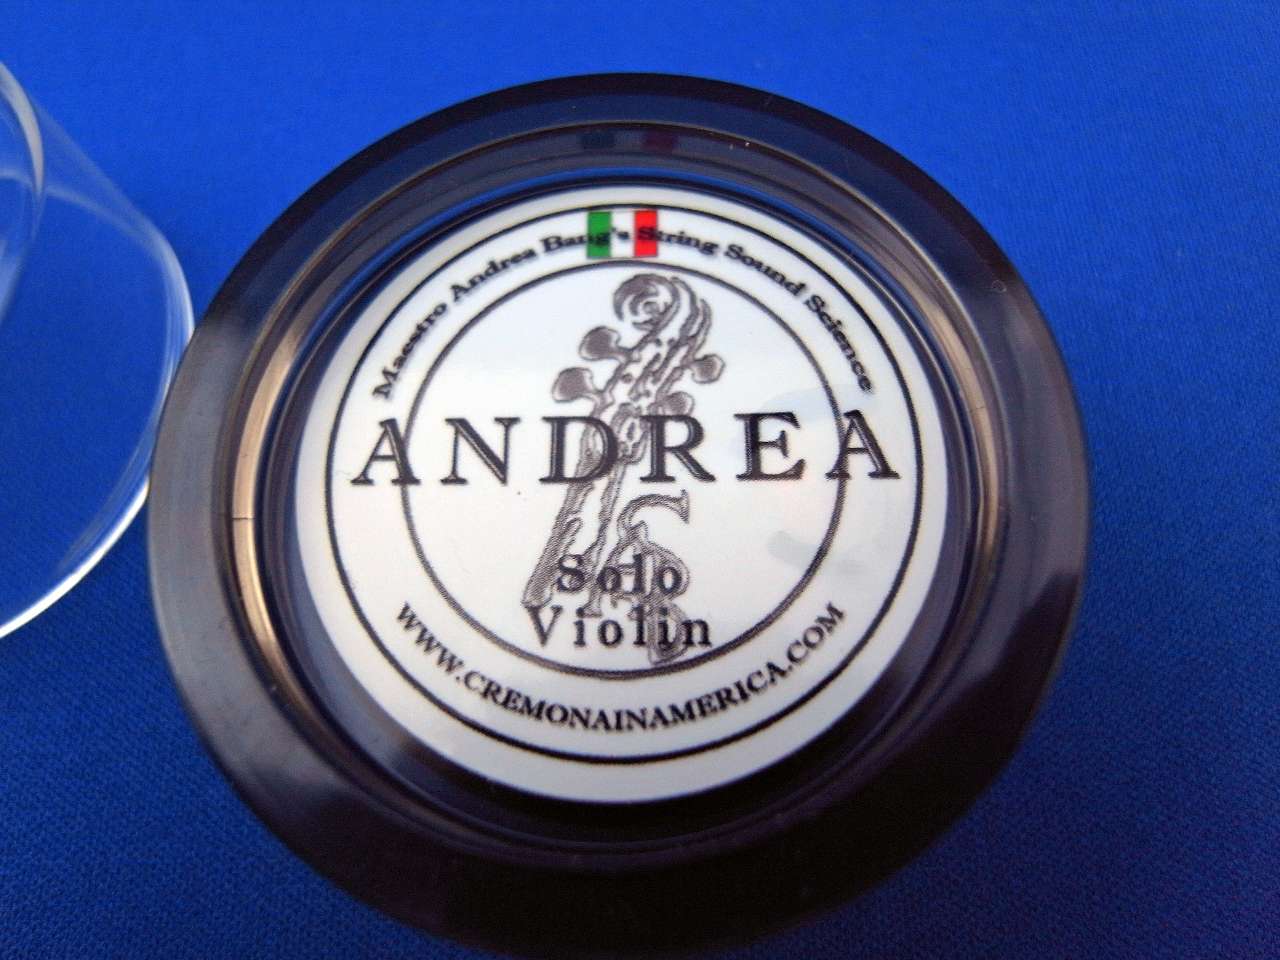 Maestro Andrea Bang's String Sound Science
ANDREA
Solo
Violin
WWW.CREMONAINAMERICA.COM